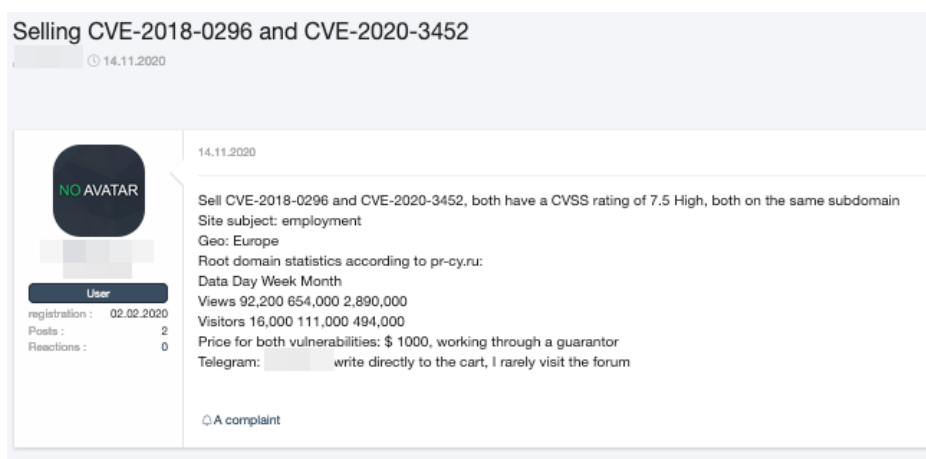 Selling CVE-2018-0296 and CVE-2020-3452
14.11.2020
14.11.2020
NO AVATAR
Sell CVE-2018-0296 and CVE-2020-3452, both have a CVSS rating of 7.5 High, both on the same subdomain
Site subject: employment
Geo: Europe
Root domain statistics according to pr-cy.ru:
Data Day Week Month
Views 92,200 654,000 2,890,000
Visitors 16,000 111,000 494,000
Price for both vulnerabilities: $ 1000, working through a guarantor
Telegram: write directly to the cart, I rarely visit the forum
User
registration : 02.02.2020
Posts : 2
Reactions : 0
A complaint